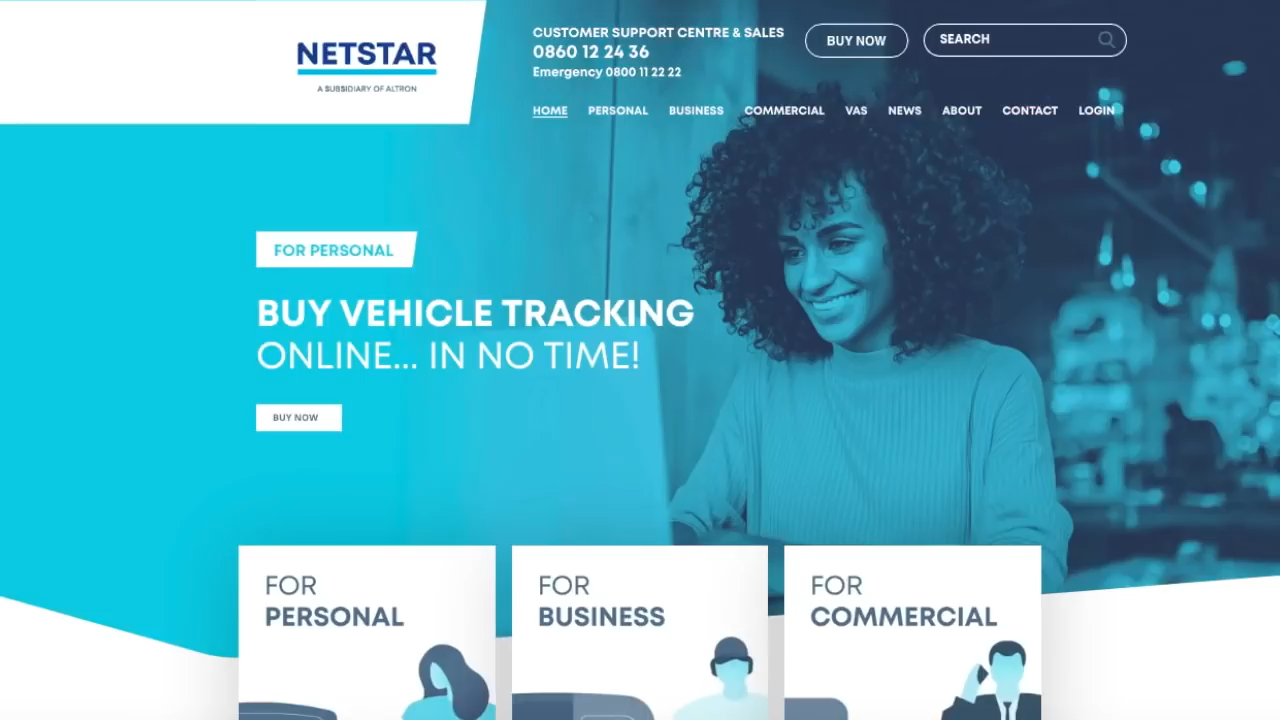 NETSTAR
A SUBSIDIARY OF ALTRON
CUSTOMER SUPPORT CENTRE & SALES
0860 12 24 36
Emergency 0800 11 22 22
BUY NOW
SEARCH
HOME PERSONAL BUSINESS COMMERCIAL VAS NEWS ABOUT CONTACT LOGIN
FOR PERSONAL
BUY VEHICLE TRACKING
ONLINE... IN NO TIME!
BUY NOW
FOR
PERSONAL
FOR
BUSINESS
FOR
COMMERCIAL